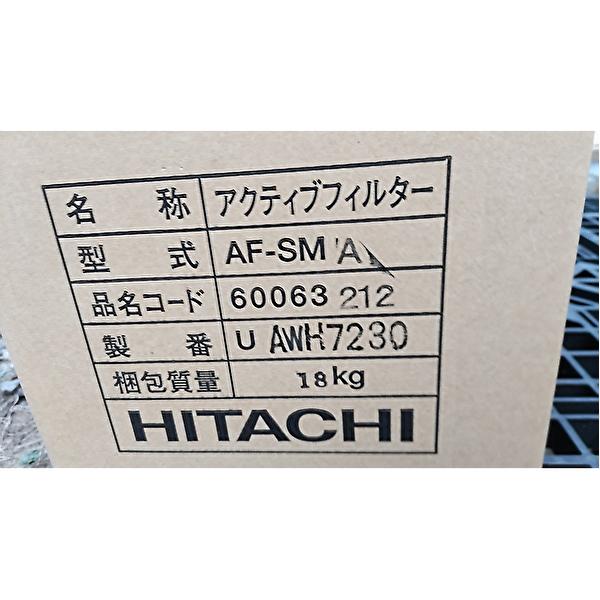 名 称 アクティブフィルター
型 式 AF-SM A
品名コード 60063 212
製 番 U AWH7230
梱包質量 18kg
HITACHI